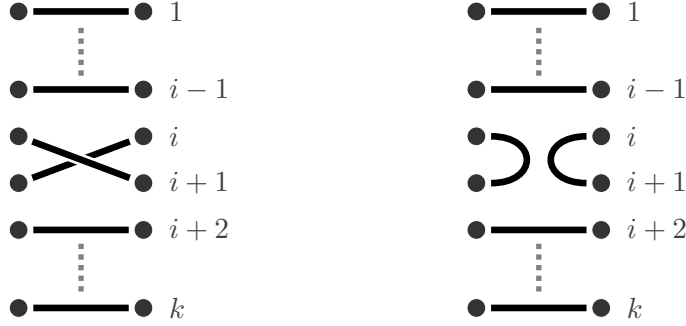 1 1
i − 1 i − 1
i i
i + 1 i + 1
i + 2 i + 2
k k